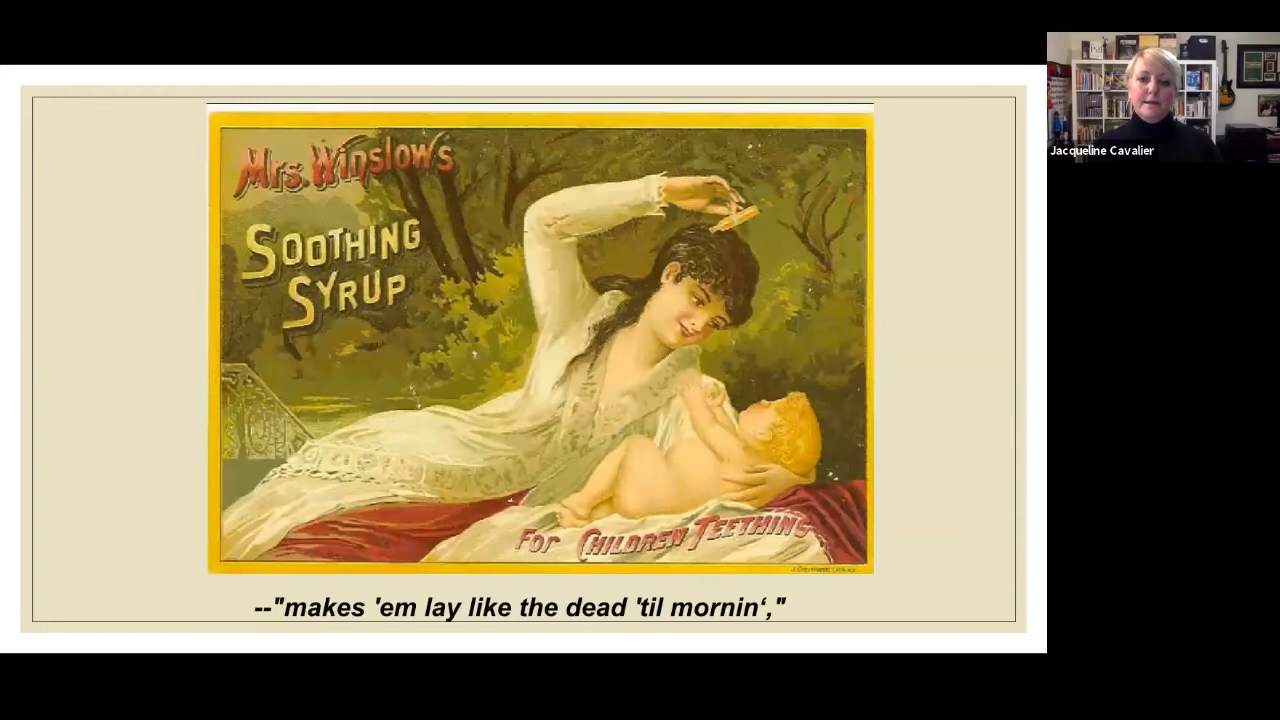 Mrs. Winslow's
SOOTHING
SYRUP
FOR CHILDREN TEETHING
--"makes 'em lay like the dead 'til mornin‘,"
Jacqueline Cavalier